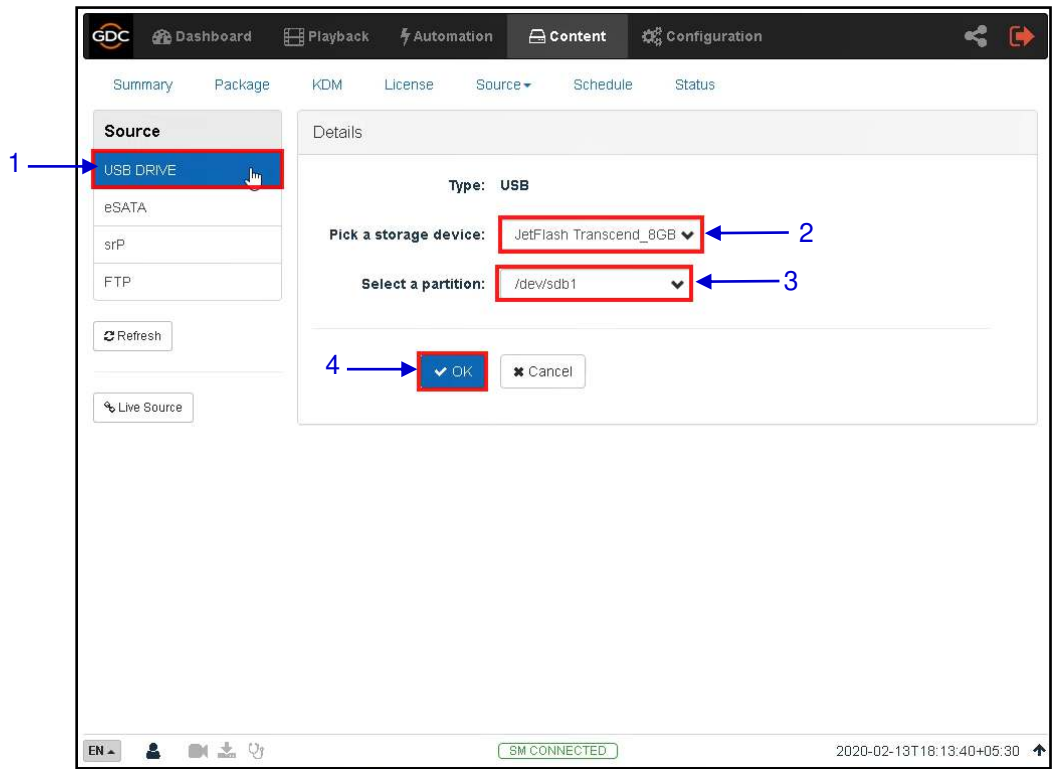 GDC Dashboard Playback Automation Content Configuration
Summary Package KDM License Source Schedule Status
Source
Details
1
USB DRIVE
Type: USB
eSATA
Pick a storage device: JetFlash Transcend_8GB
2
srP
FTP
Select a partition: /dev/sdb1
3
Refresh
4
OK
Cancel
Live Source
EN
SM CONNECTED
2020-02-13T18:13:40+05:30